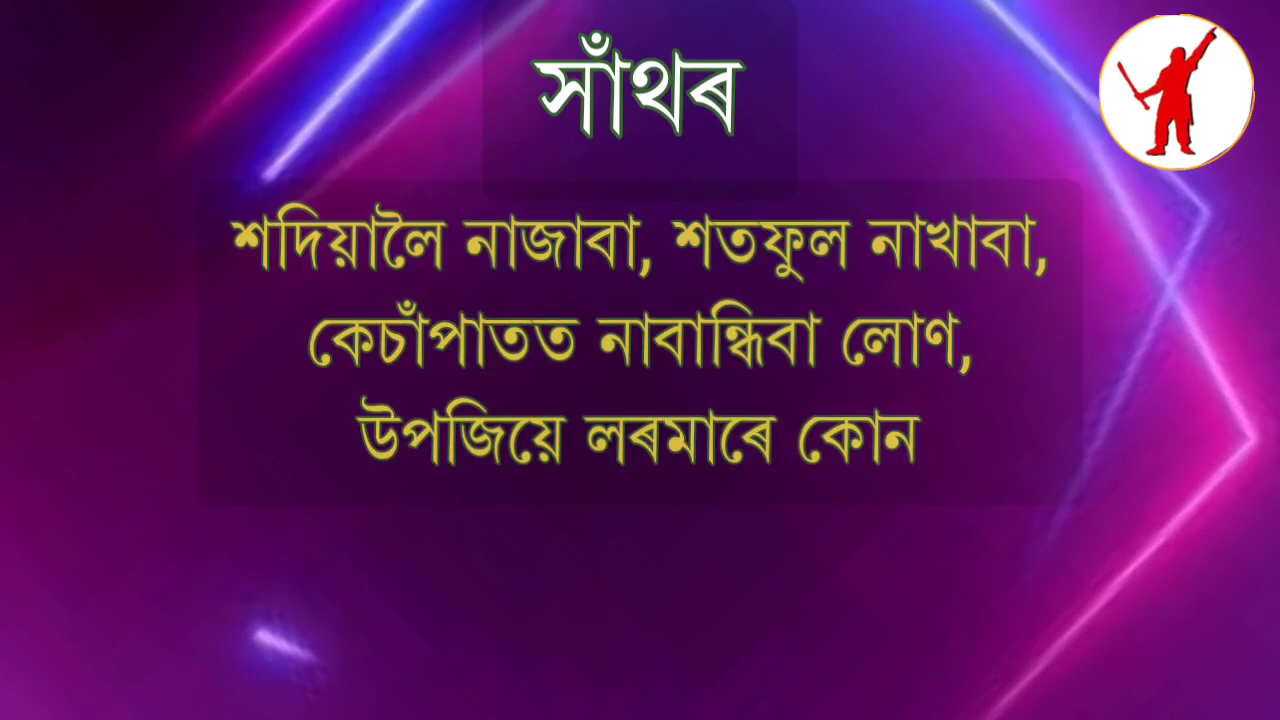 সাঁথৰ
শদিয়ালৈ নাজাবা, শতফুল নাখাবা,
কেচাঁপাতত নাবান্ধিবা লোণ,
উপজিয়ে লৰমাৰে কোন